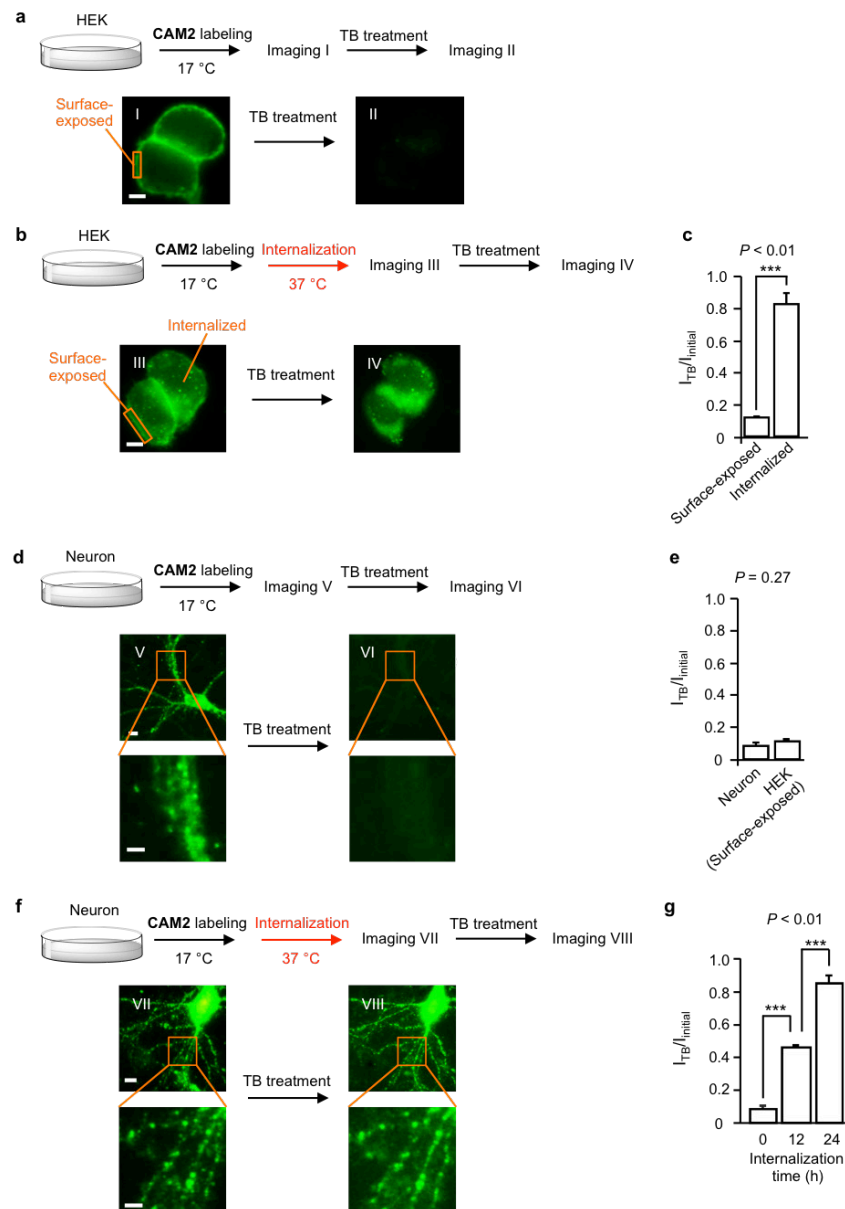 a
HEK
CAM2 labeling
17 °C
Imaging I
TB treatment
Imaging II
Surface-
exposed
I
TB treatment
II
b
HEK
CAM2 labeling
17 °C
Internalization
37 °C
Imaging III
TB treatment
Imaging IV
Surface-
exposed
Internalized
III
TB treatment
IV
c
P < 0.01
***
1.0
0.8
0.6
0.4
0.2
0
ITB/Iinitial
Surface-exposed
Internalized
d
Neuron
CAM2 labeling
17 °C
Imaging V
TB treatment
Imaging VI
V
TB treatment
VI
e
P = 0.27
1.0
0.8
0.6
0.4
0.2
0
ITB/Iinitial
Neuron
HEK
(Surface-exposed)
f
Neuron
CAM2 labeling
17 °C
Internalization
37 °C
Imaging VII
TB treatment
Imaging VIII
VII
TB treatment
VIII
g
P < 0.01
***
***
1.0
0.8
0.6
0.4
0.2
0
ITB/Iinitial
0 12 24
Internalization
time (h)